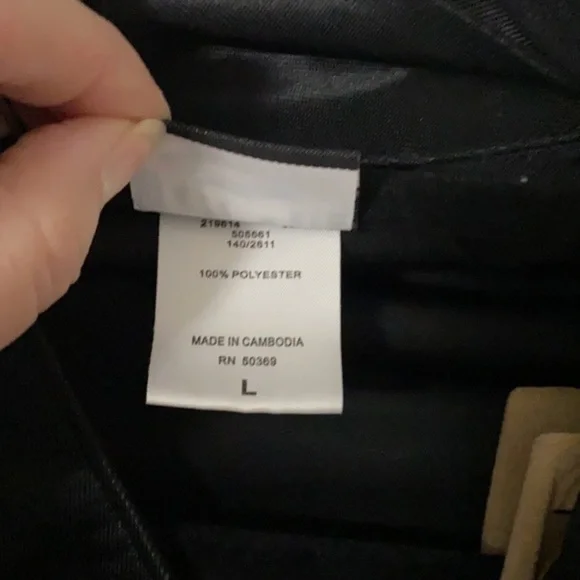 219614
505661
140/2611
100% POLYESTER
MADE IN CAMBODIA
RN 50369
L